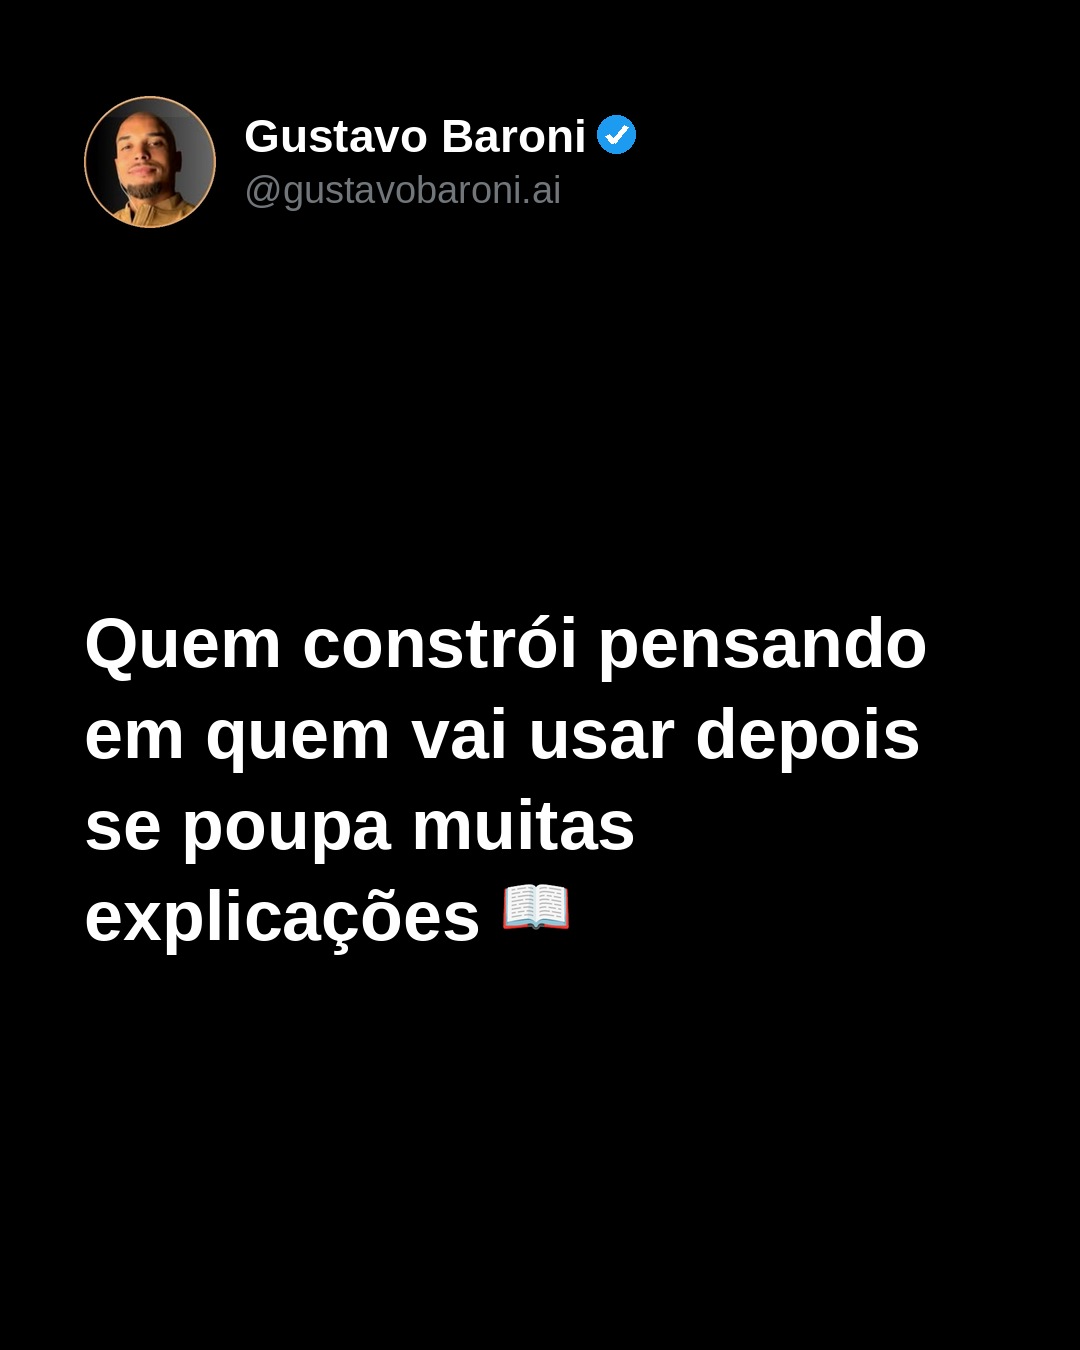 Gustavo Baroni
@gustavobaroni.ai
Quem constrói pensando
em quem vai usar depois
se poupa muitas
explicações 📖